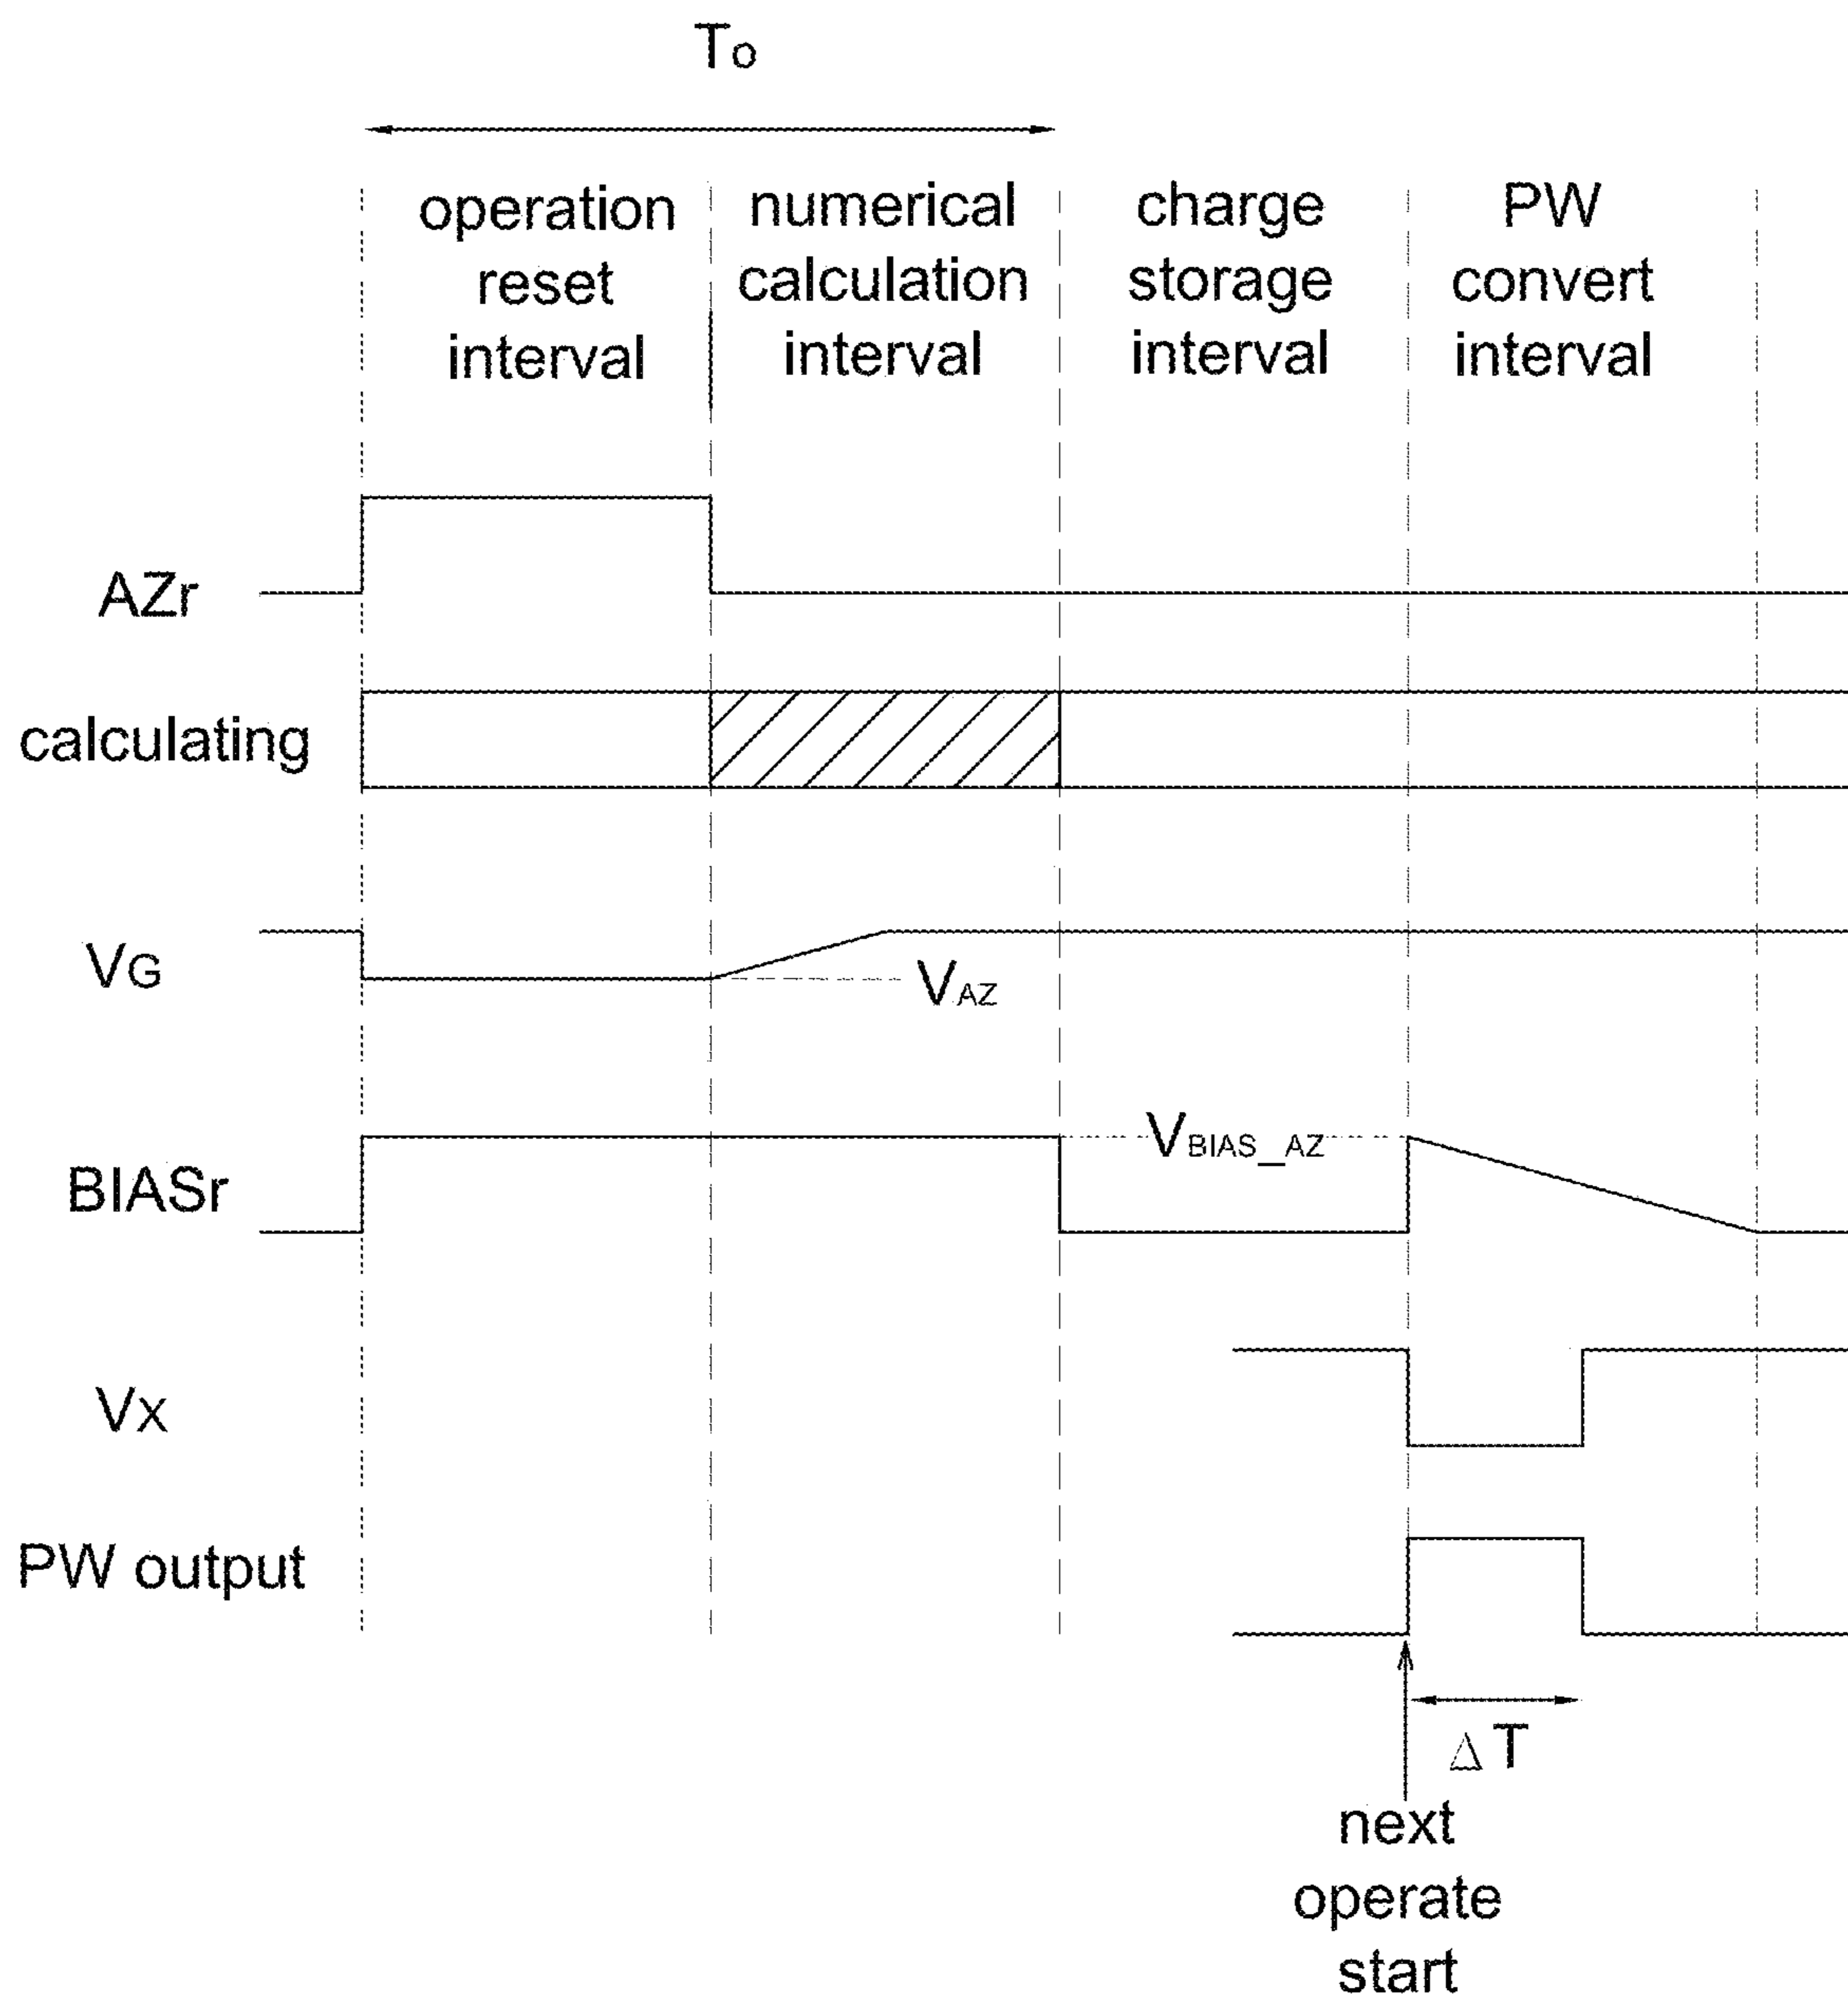 To
operation
reset
interval
numerical
calculation
interval
charge
storage
interval
PW
convert
interval
AZr
calculating
VG
VAZ
BIASr
VBIAS_AZ
VX
PW output
ΔT
next
operate
start